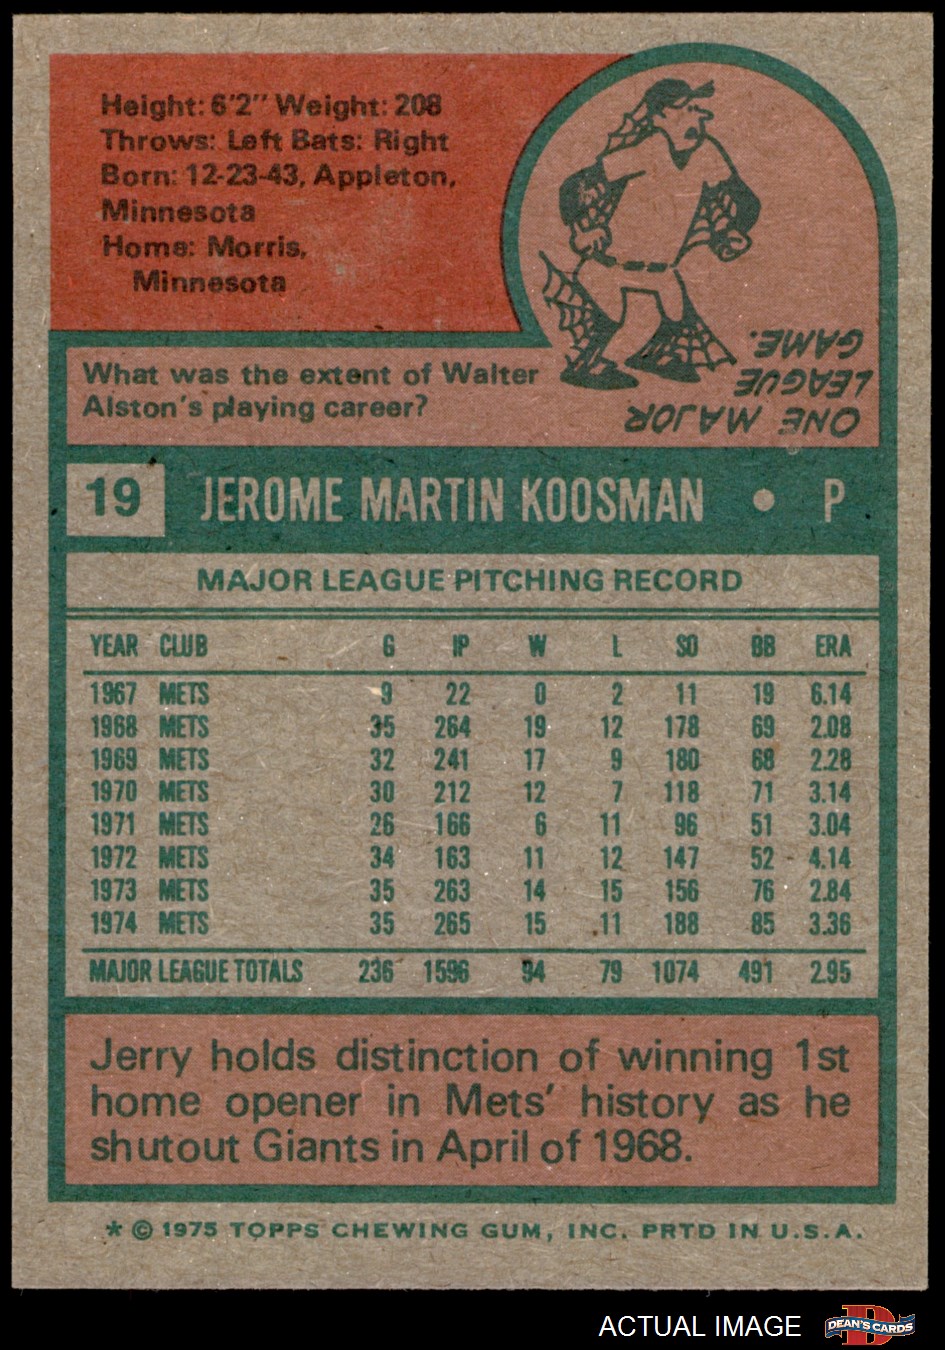 Height: 6'2" Weight: 208
Throws: Left Bats: Right
Born: 12-23-43, Appleton,
Minnesota
Home: Morris,
Minnesota
What was the extent of Walter
Alston's playing career?
ONE MAJOR
LEAGUE
GAME.
19 JEROME MARTIN KOOSMAN • P
MAJOR LEAGUE PITCHING RECORD
YEAR CLUB G IP W L SO BB ERA
1967 METS 9 22 0 2 11 19 6.14
1968 METS 35 264 19 12 178 69 2.08
1969 METS 32 241 17 9 180 68 2.28
1970 METS 30 212 12 7 118 71 3.14
1971 METS 26 166 6 11 96 51 3.04
1972 METS 34 163 11 12 147 52 4.14
1973 METS 35 263 14 15 156 76 2.84
1974 METS 35 265 15 11 188 85 3.36
MAJOR LEAGUE TOTALS 236 1596 94 79 1074 491 2.95
Jerry holds distinction of winning 1st
home opener in Mets' history as he
shutout Giants in April of 1968.
* © 1975 TOPPS CHEWING GUM, INC. PRTD IN U.S.A.
ACTUAL IMAGE DEAN'S CARDS